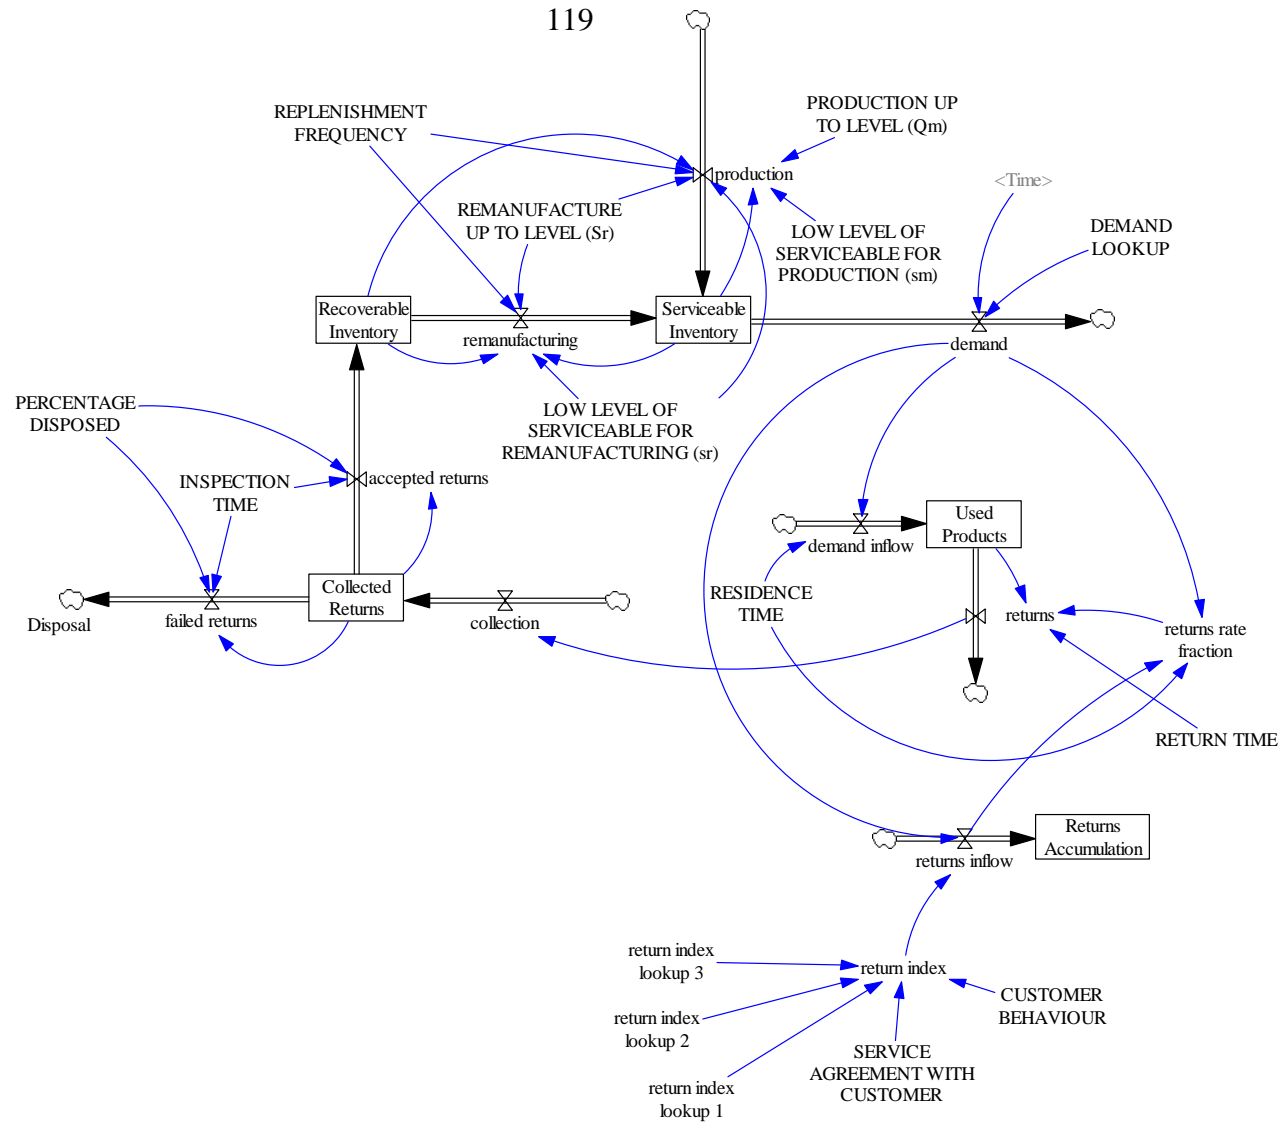 119
REPLENISHMENT
FREQUENCY
PRODUCTION UP
TO LEVEL (Qm)
production
<Time>
REMANUFACTURE
UP TO LEVEL (Sr)
LOW LEVEL OF
SERVICEABLE FOR
PRODUCTION (sm)
DEMAND
LOOKUP
Recoverable
Inventory
remanufacturing
Serviceable
Inventory
demand
PERCENTAGE
DISPOSED
LOW LEVEL OF
SERVICEABLE FOR
REMANUFACTURING (sr)
INSPECTION
TIME
accepted returns
Used
Products
demand inflow
Collected
Returns
RESIDENCE
TIME
Disposal
failed returns
collection
returns
returns rate
fraction
RETURN TIME
Returns
Accumulation
returns inflow
return index
lookup 3
return index
CUSTOMER
BEHAVIOUR
return index
lookup 2
SERVICE
AGREEMENT WITH
CUSTOMER
return index
lookup 1